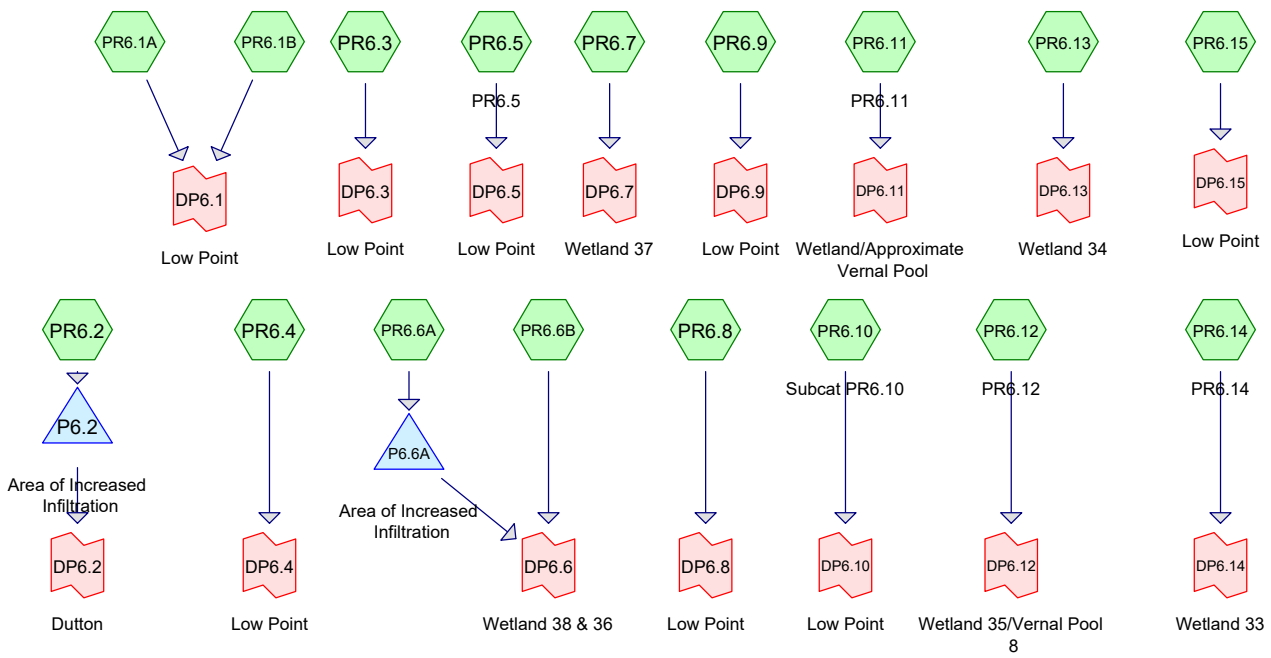 PR6.1A
PR6.1B
PR6.3
PR6.5
PR6.7
PR6.9
PR6.11
PR6.13
PR6.15
PR6.5
PR6.11
DP6.1
DP6.3
DP6.5
DP6.7
DP6.9
DP6.11
DP6.13
DP6.15
Low Point
Low Point
Low Point
Wetland 37
Low Point
Wetland/Approximate
Vernal Pool
Wetland 34
Low Point
PR6.2
PR6.4
PR6.6A
PR6.6B
PR6.8
PR6.10
PR6.12
PR6.14
Subcat PR6.10
PR6.12
PR6.14
P6.2
P6.6A
Area of Increased
Infiltration
Area of Increased
Infiltration
DP6.2
DP6.4
DP6.6
DP6.8
DP6.10
DP6.12
DP6.14
Dutton
Low Point
Wetland 38 & 36
Low Point
Low Point
Wetland 35/Vernal Pool
8
Wetland 33